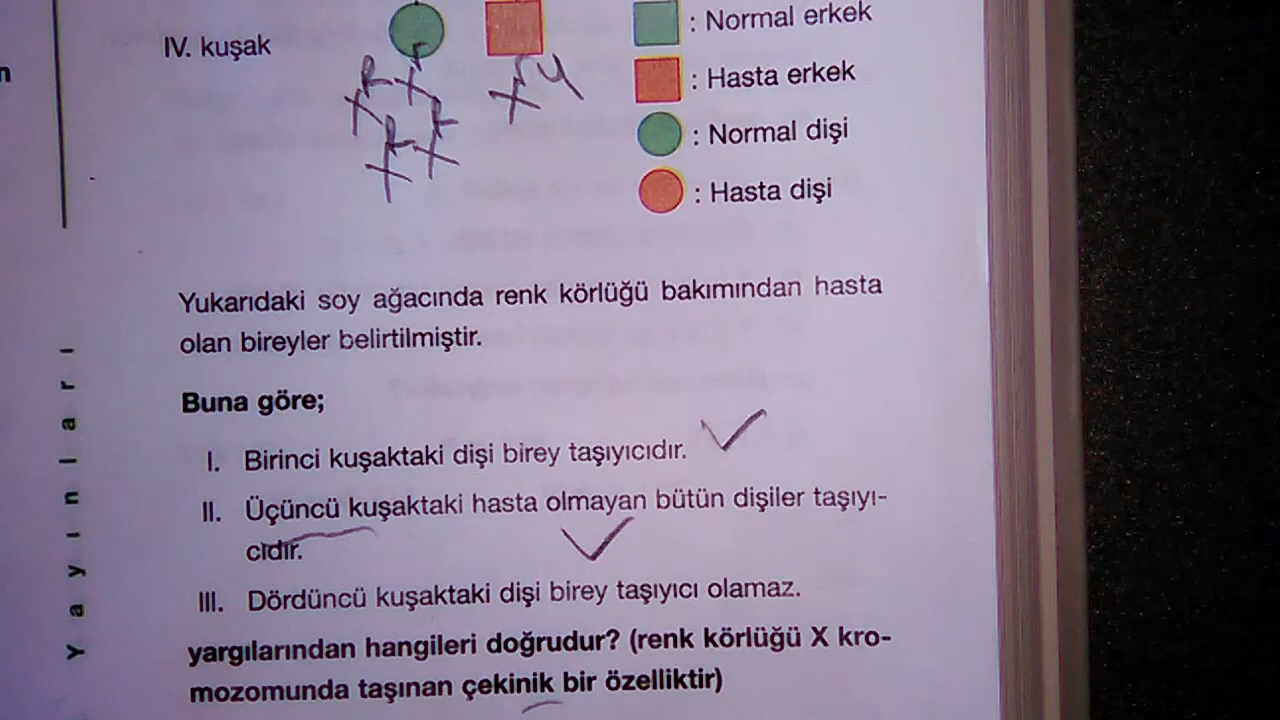 IV. kuşak
: Normal erkek
: Hasta erkek
: Normal dişi
: Hasta dişi
X^R X^r
X^R X^R
X^r Y
Yukarıdaki soy ağacında renk körlüğü bakımından hasta
olan bireyler belirtilmiştir.
Buna göre;
I. Birinci kuşaktaki dişi birey taşıyıcıdır.
II. Üçüncü kuşaktaki hasta olmayan bütün dişiler taşıyı-
cıdır.
III. Dördüncü kuşaktaki dişi birey taşıyıcı olamaz.
yargılarından hangileri doğrudur? (renk körlüğü X kro-
mozomunda taşınan çekinik bir özelliktir)
Yayınları